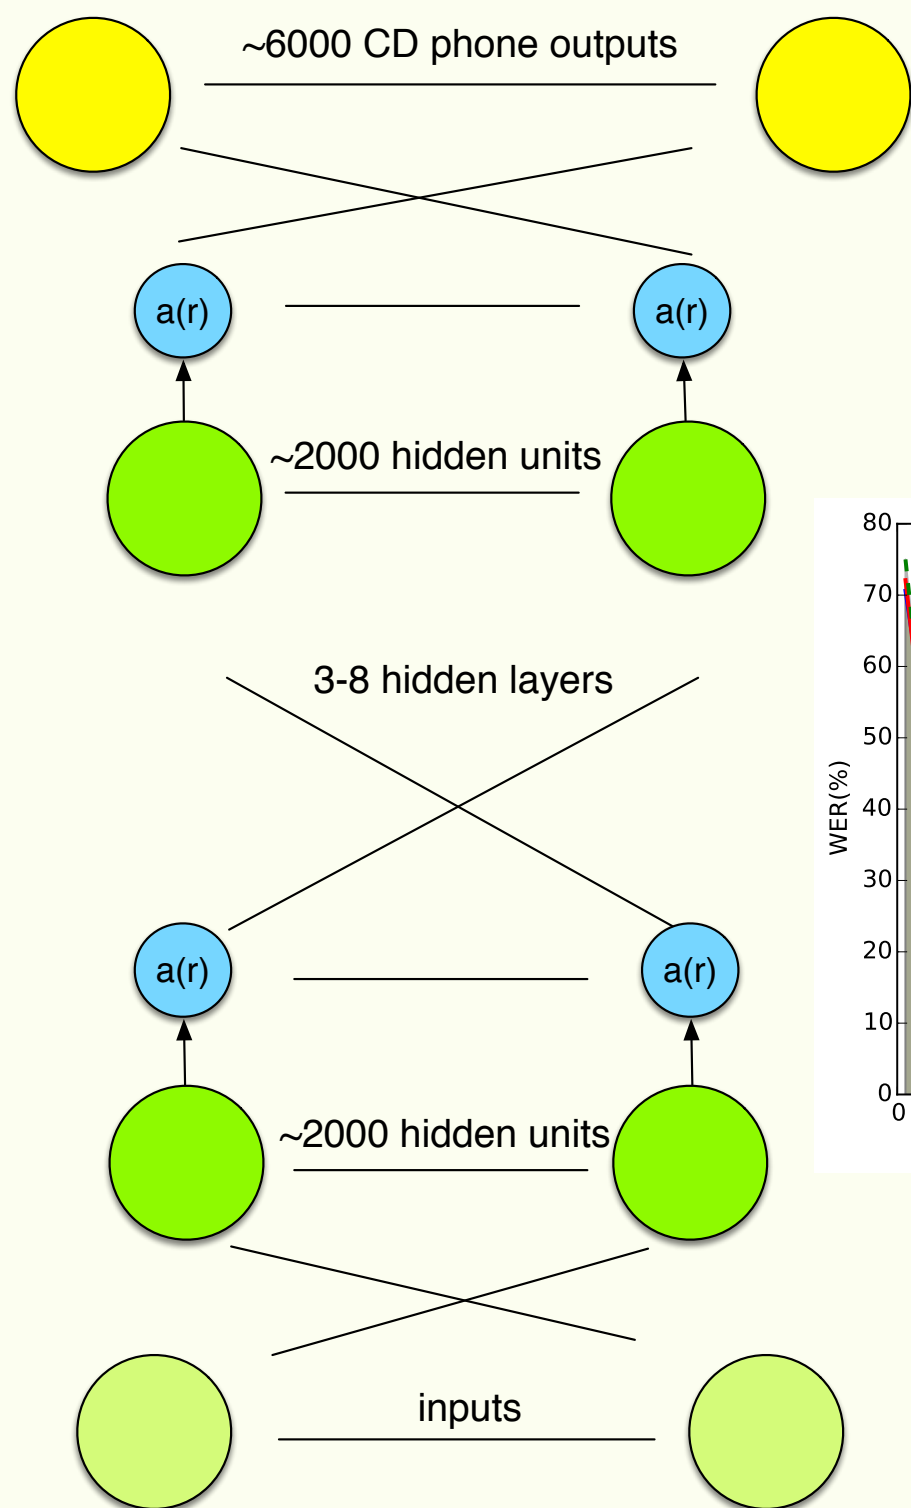 ~6000 CD phone outputs
a(r) a(r)
~2000 hidden units
3-8 hidden layers
a(r) a(r)
~2000 hidden units
inputs
80
70
60
50
40
30
20
10
0
0
WER(%)